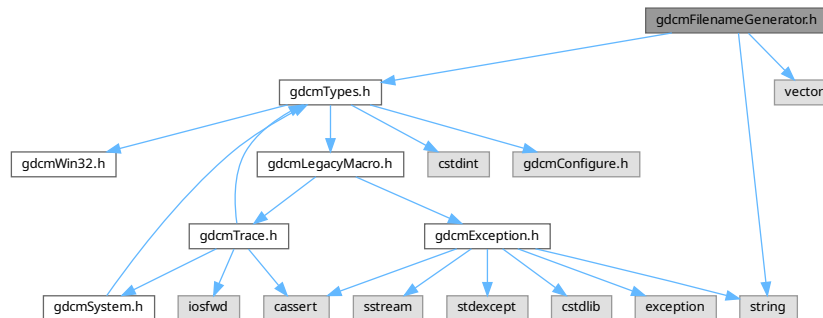 gdcmFilenameGenerator.h
gdcmTypes.h
vector
gdcmWin32.h
gdcmLegacyMacro.h
cstdint
gdcmConfigure.h
gdcmTrace.h
gdcmException.h
gdcmSystem.h
iosfwd
cassert
sstream
stdexcept
cstdlib
exception
string